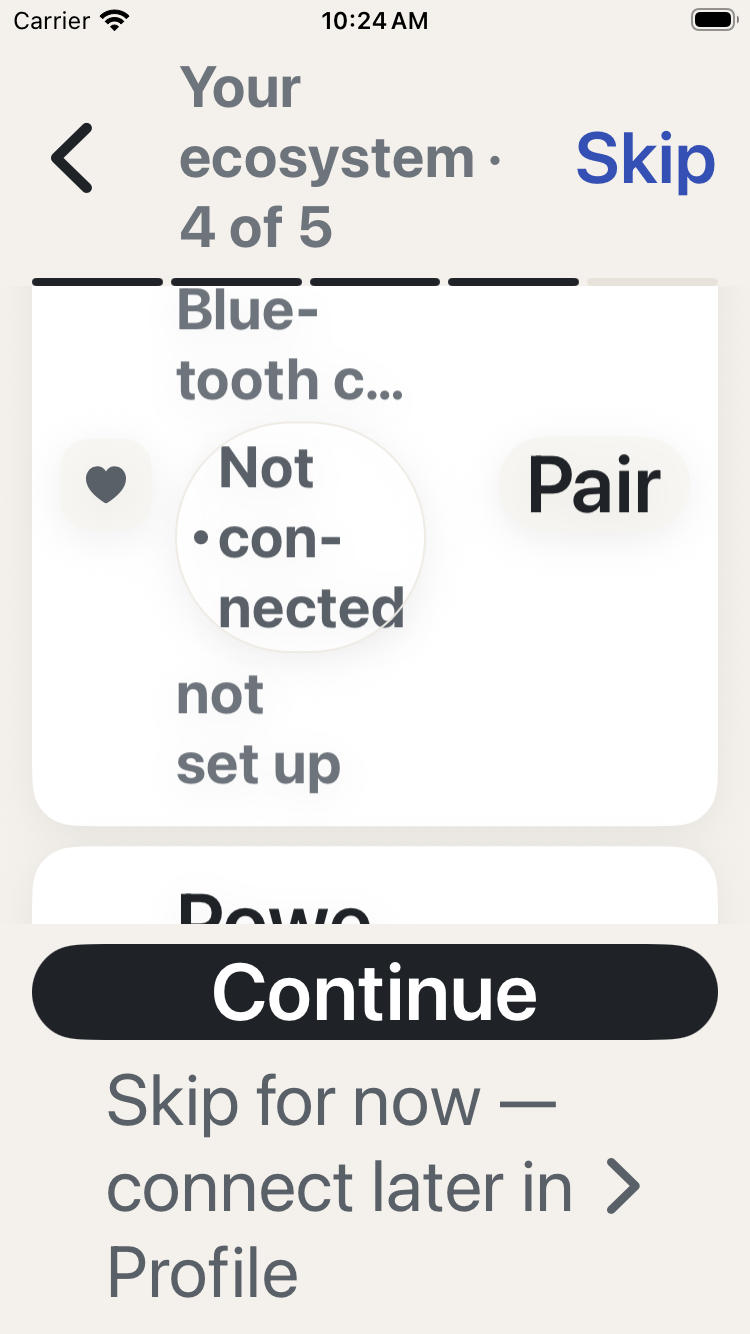 Carrier
10:24 AM
Your
ecosystem ·
4 of 5
Skip
Blue-
tooth c…
Not
• con-
nected
Pair
not
set up
Powe
Continue
Skip for now —
connect later in
Profile